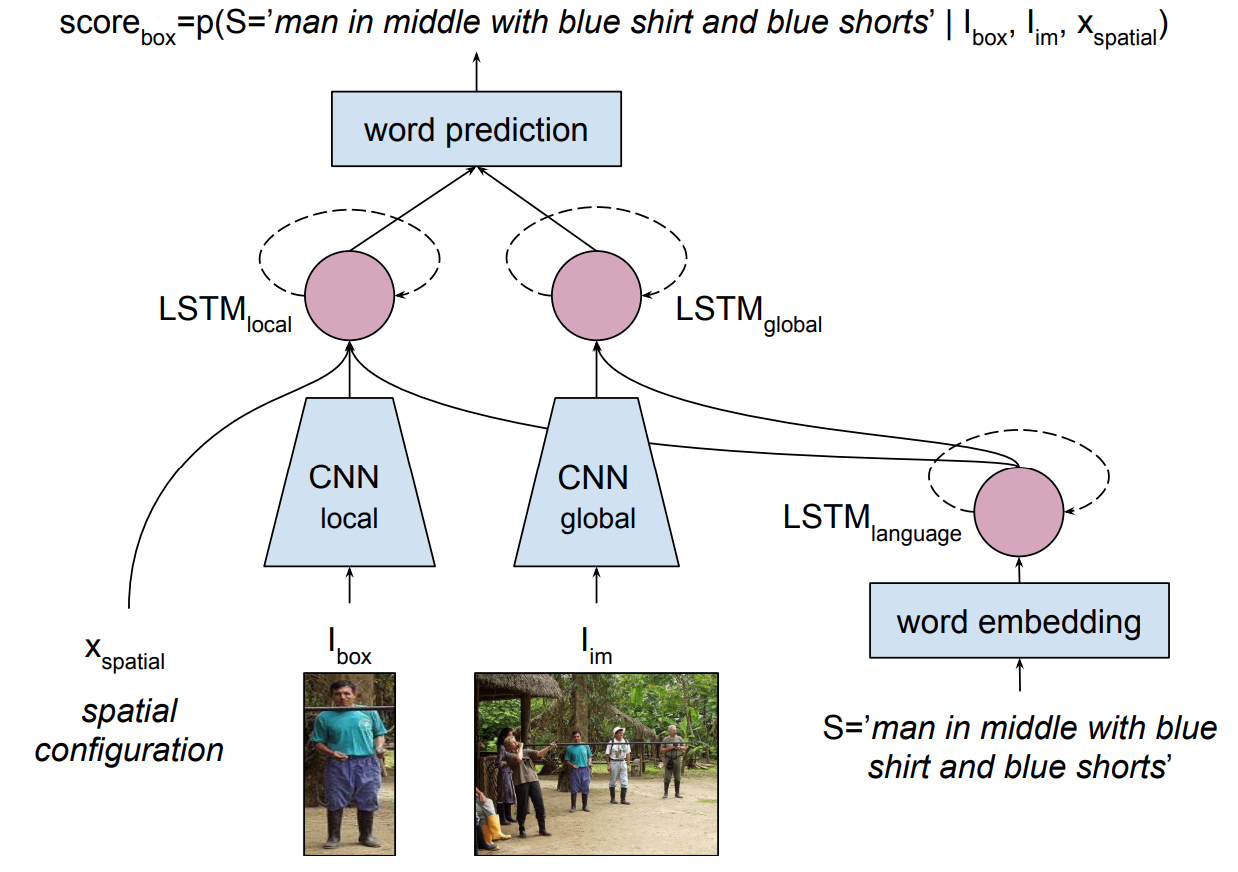 score_box=p(S='man in middle with blue shirt and blue shorts' | I_box, I_im, x_spatial)
word prediction
LSTM_local
LSTM_global
CNN
local
CNN
global
LSTM_language
word embedding
x_spatial
I_box
I_im
spatial
configuration
S='man in middle with blue
shirt and blue shorts'